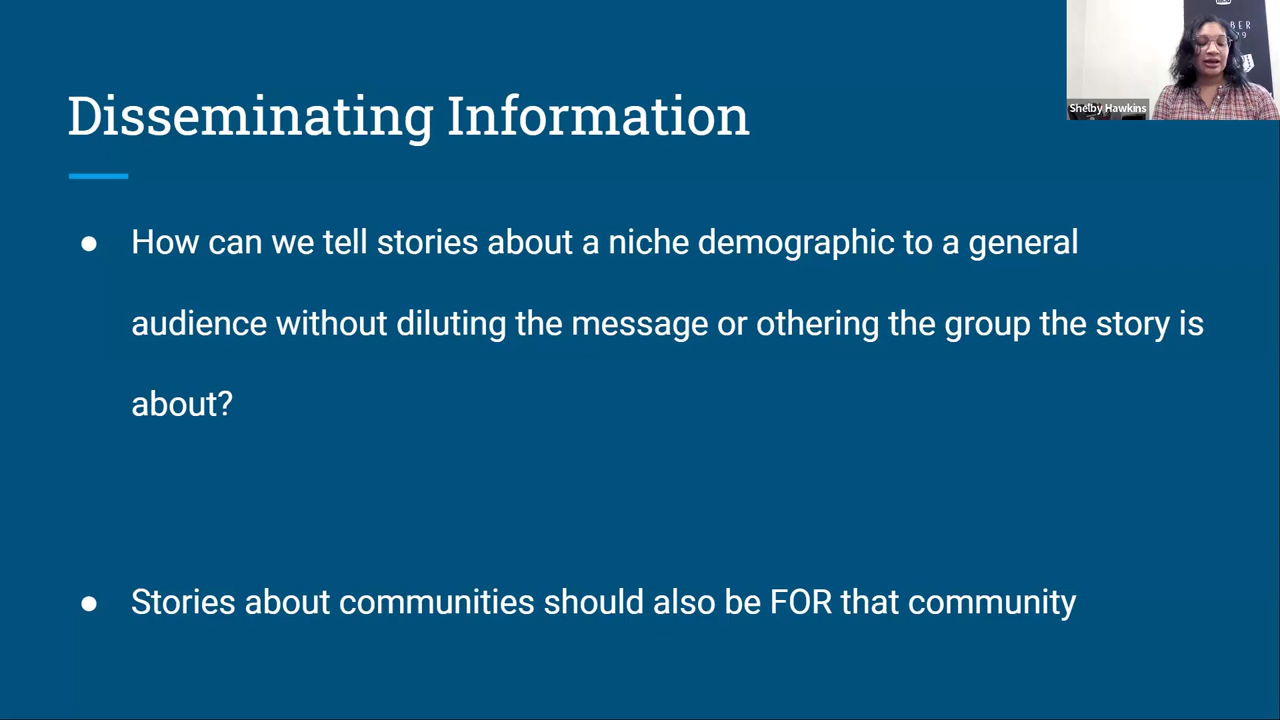 Disseminating Information
Shelby Hawkins
● How can we tell stories about a niche demographic to a general
audience without diluting the message or othering the group the story is
about?
● Stories about communities should also be FOR that community